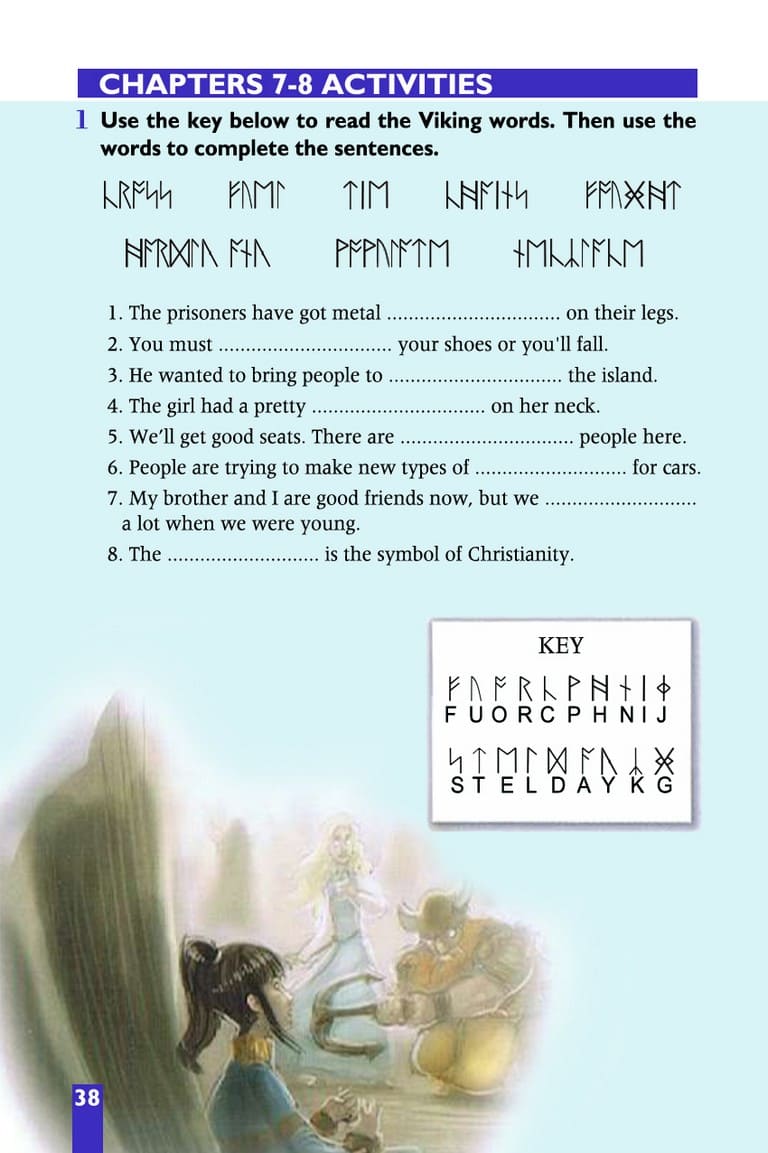 CHAPTERS 7-8 ACTIVITIES
1 Use the key below to read the Viking words. Then use the
words to complete the sentences.
ᚳᚱᚩᛋᛋ ᚠᚢᛖᛚ ᛏᛁᛖ ᚳᚻᚪᛁᚾᛋ ᚠᚩᚢᚸᚻᛏ
ᚻᚪᚱᛞᛚᚣ ᚪᚾᚣ ᚹᚩᚹᚢᛚᚪᛏᛖ ᚾᛖᚳᛣᛚᚪᚳᛖ
1. The prisoners have got metal ................................ on their legs.
2. You must ................................ your shoes or you'll fall.
3. He wanted to bring people to ................................ the island.
4. The girl had a pretty ................................ on her neck.
5. We’ll get good seats. There are ................................ people here.
6. People are trying to make new types of ............................ for cars.
7. My brother and I are good friends now, but we ............................
a lot when we were young.
8. The ............................ is the symbol of Christianity.
KEY
ᚠ ᚢ ᚩ ᚱ ᚳ ᚹ ᚻ ᚾ ᛁ ᛄ
F U O R C P H N I J
ᛋ ᛏ ᛖ ᛚ ᛞ ᚪ ᚣ ᛣ ᚸ
S T E L D A Y K G
38